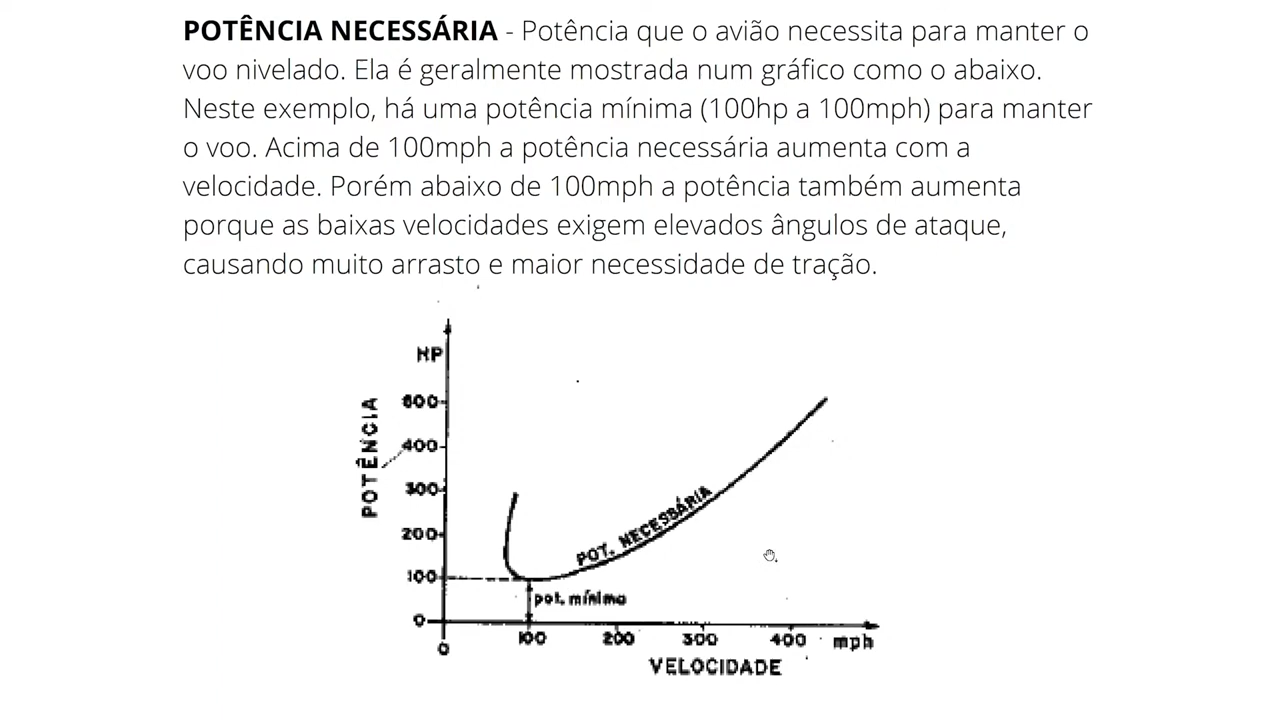 POTÊNCIA NECESSÁRIA - Potência que o avião necessita para manter o
voo nivelado. Ela é geralmente mostrada num gráfico como o abaixo.
Neste exemplo, há uma potência mínima (100hp a 100mph) para manter
o voo. Acima de 100mph a potência necessária aumenta com a
velocidade. Porém abaixo de 100mph a potência também aumenta
porque as baixas velocidades exigem elevados ângulos de ataque,
causando muito arrasto e maior necessidade de tração.
HP
POTÊNCIA
500
400
300
200
100
0
POT. NECESSÁRIA
pot. mínima
0
100
200
300
400
mph
VELOCIDADE